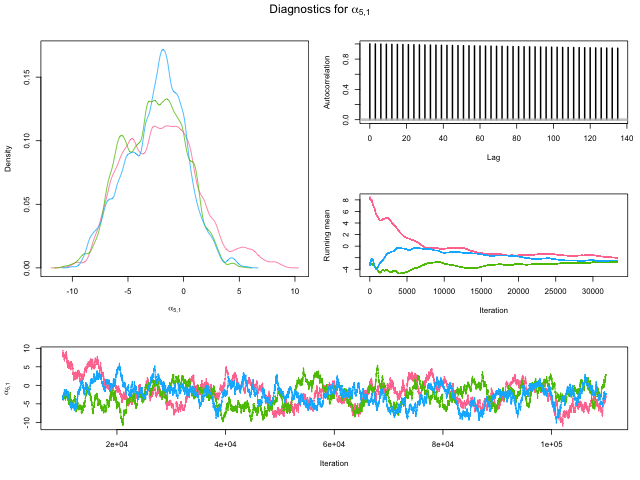 Diagnostics for α5,1
Density
0.00 0.05 0.10 0.15
-10 -5 0 5 10
α5,1
Autocorrelation
0.0 0.4 0.8
0 20 40 60 80 100 120 140
Lag
Running mean
-4 0 2 4 6 8
0 5000 10000 15000 20000 25000 30000
Iteration
α5,1
-10 -5 0 5 10
2e+04 4e+04 6e+04 8e+04 1e+05
Iteration